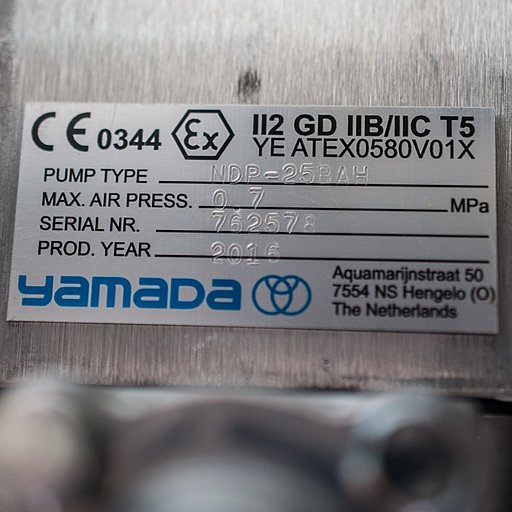 CE 0344 Ex II2 GD IIB/IIC T5
YE ATEX0580V01X
PUMP TYPE NDP-25BAH
MAX. AIR PRESS. 0.7 MPa
SERIAL NR. 762578
PROD. YEAR 2016
YAMADA
Aquamarijnstraat 50
7554 NS Hengelo (O)
The Netherlands